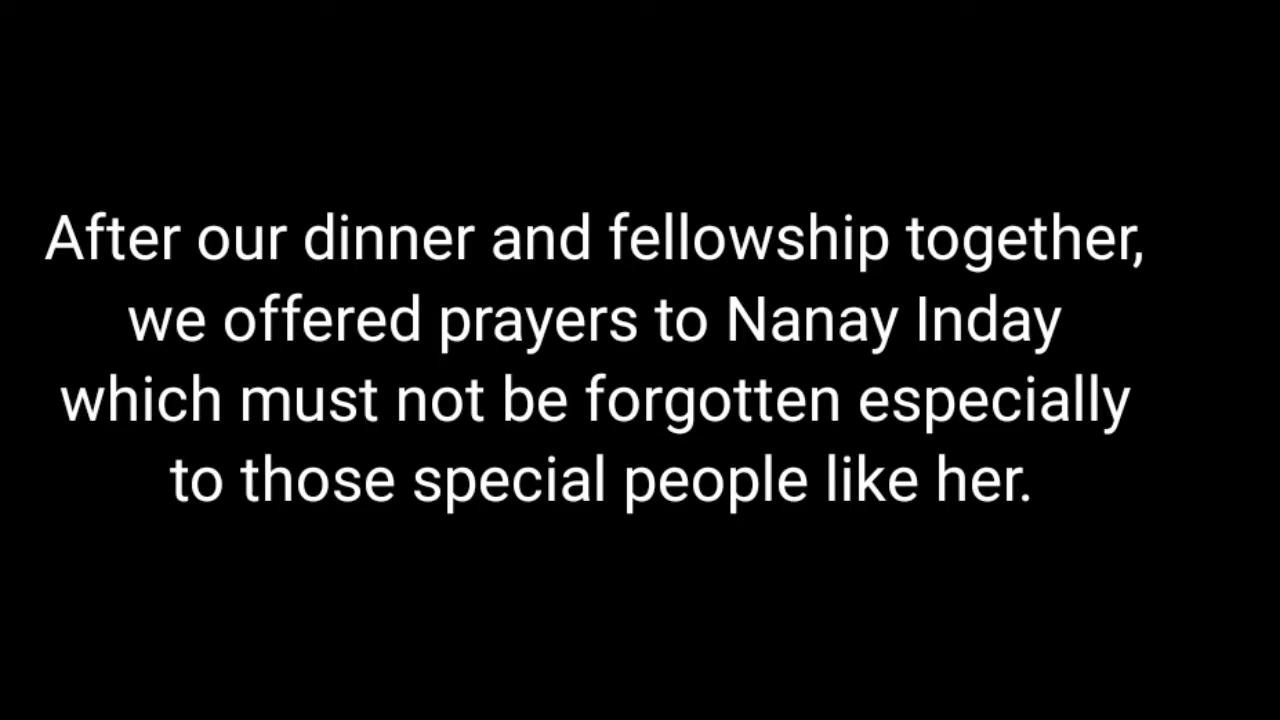 After our dinner and fellowship together,
we offered prayers to Nanay Inday
which must not be forgotten especially
to those special people like her.